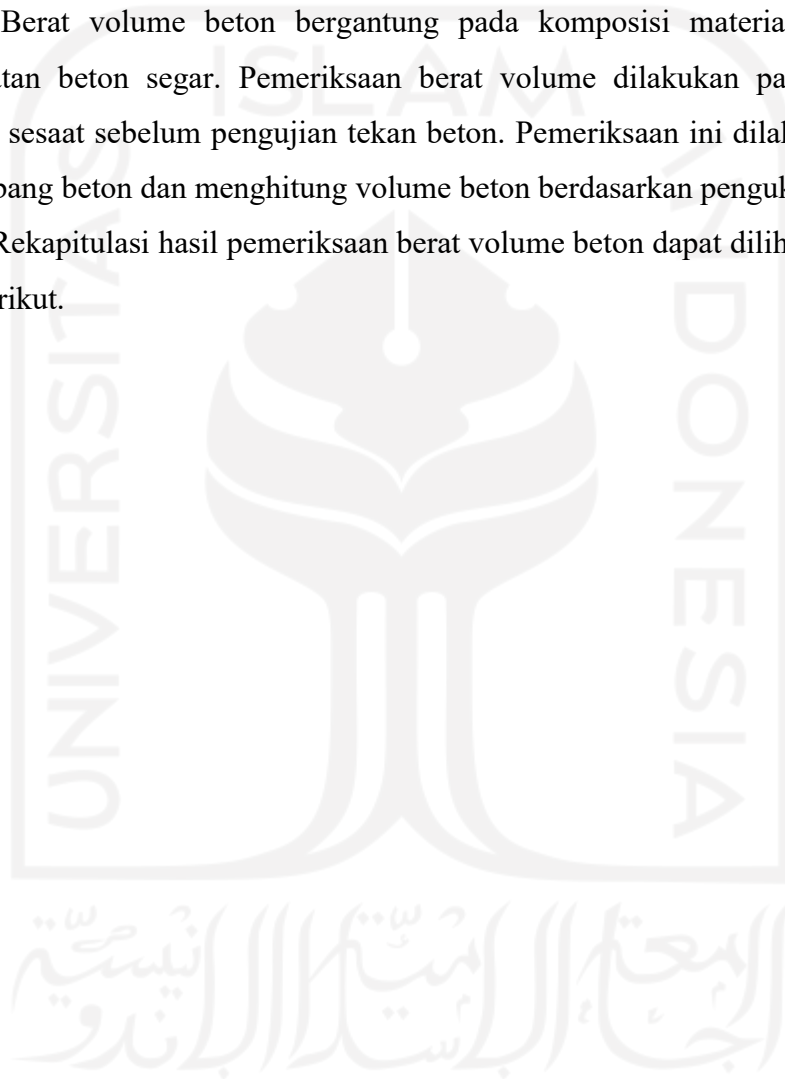 Berat volume beton bergantung pada komposisi materia
tan beton segar. Pemeriksaan berat volume dilakukan pa
sesaat sebelum pengujian tekan beton. Pemeriksaan ini dila
bang beton dan menghitung volume beton berdasarkan penguk
Rekapitulasi hasil pemeriksaan berat volume beton dapat dilih
rikut.
ISLAM
UNIVERSITAS
INDONESIA